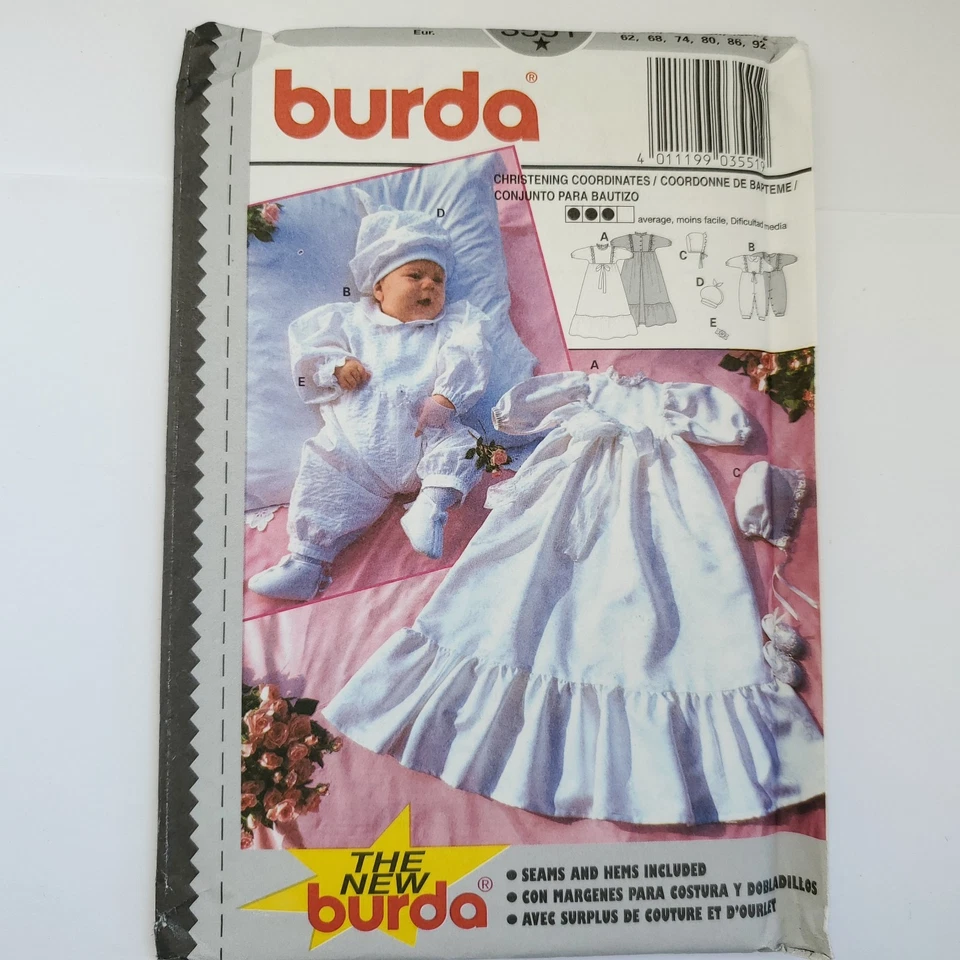 Eur.
62, 68, 74, 80, 86, 92
burda®
4 011199 03551
CHRISTENING COORDINATES / COORDONNE DE BAPTEME /
CONJUNTO PARA BAUTIZO
average, moins facile, Dificultad media
A
B
C
D
E
D
B
E
A
C
THE
NEW
burda®
• SEAMS AND HEMS INCLUDED
• CON MARGENES PARA COSTURA Y DOBLADILLOS
• AVEC SURPLUS DE COUTURE ET D'OURLET